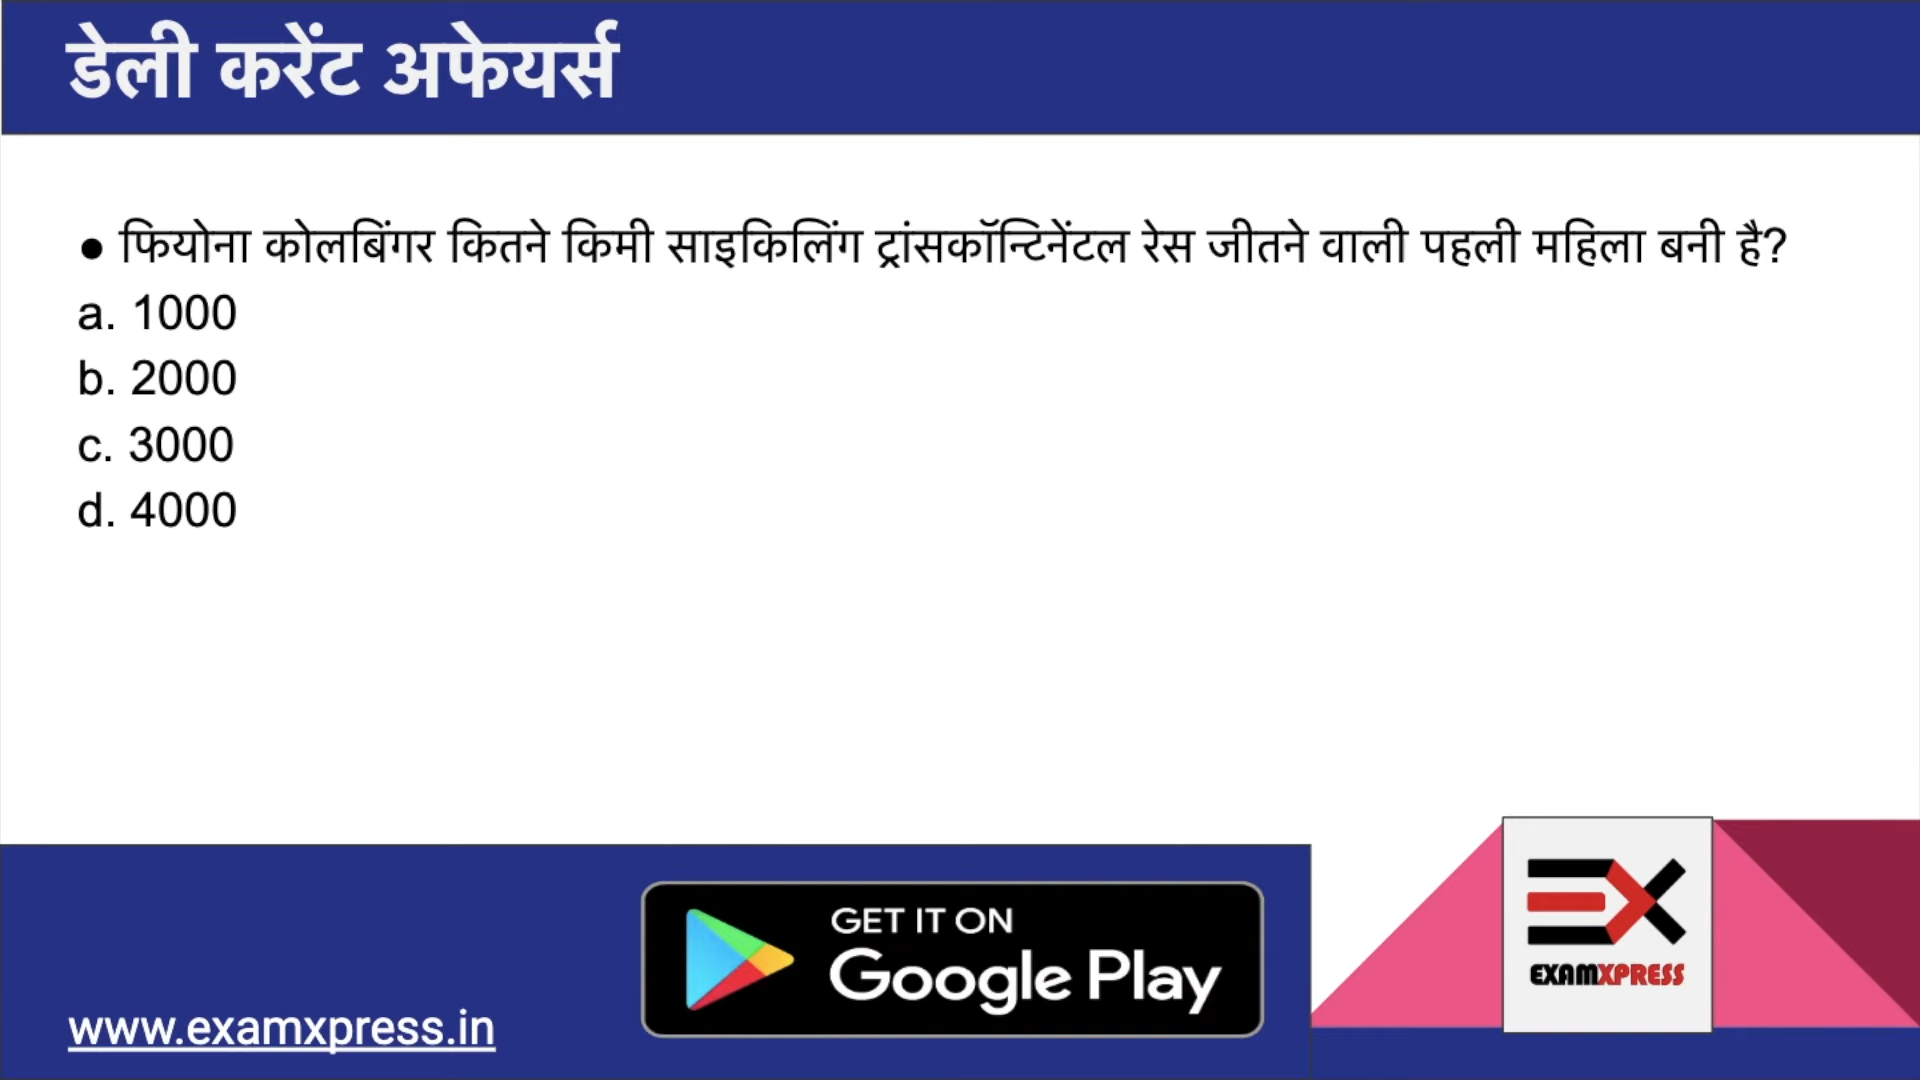 डेली करेंट अफेयर्स
● फियोना कोलबिंगर कितने किमी साइकिलिंग ट्रांसकॉन्टिनेंटल रेस जीतने वाली पहली महिला बनी है?
a. 1000
b. 2000
c. 3000
d. 4000
GET IT ON
Google Play
EXAMXPRESS
www.examxpress.in